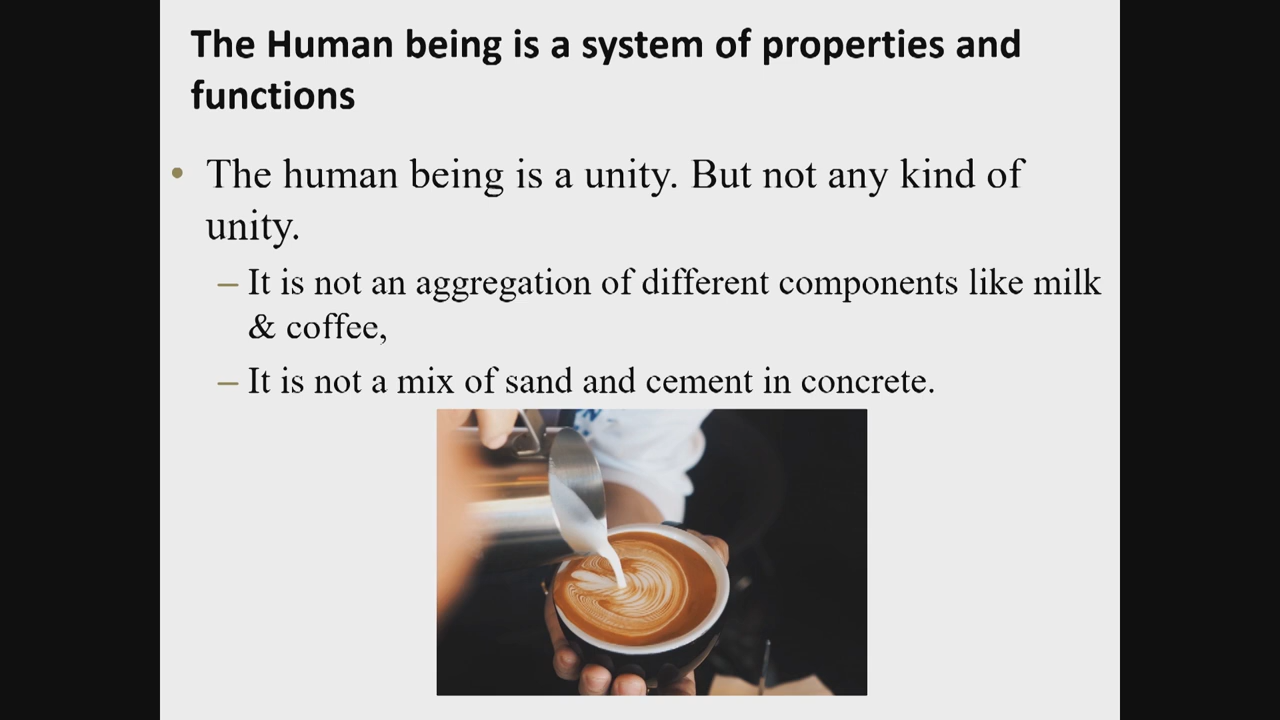 The Human being is a system of properties and
functions
• The human being is a unity. But not any kind of
unity.
– It is not an aggregation of different components like milk
& coffee,
– It is not a mix of sand and cement in concrete.